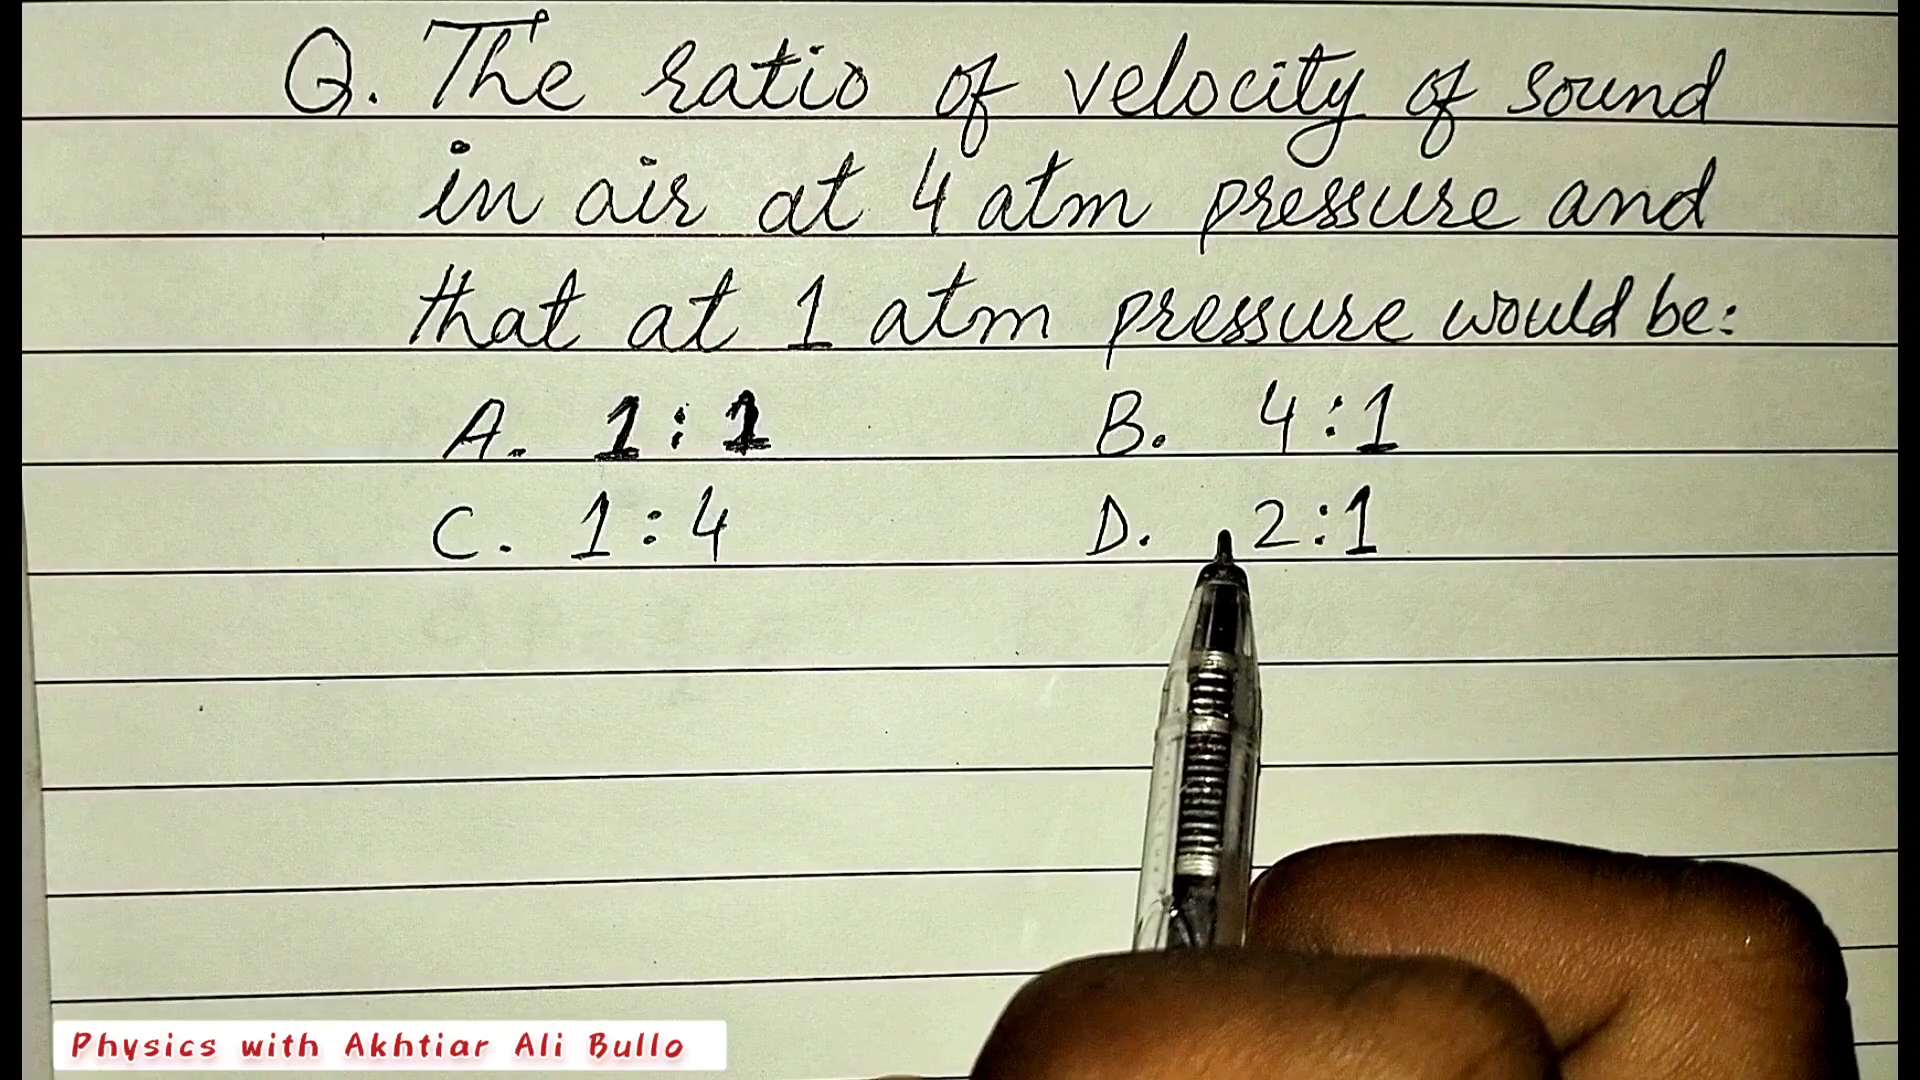 Q. The ratio of velocity of sound
in air at 4 atm pressure and
that at 1 atm pressure would be:
A. 1:1 B. 4:1
C. 1:4 D. 2:1
Physics with Akhtiar Ali Bullo